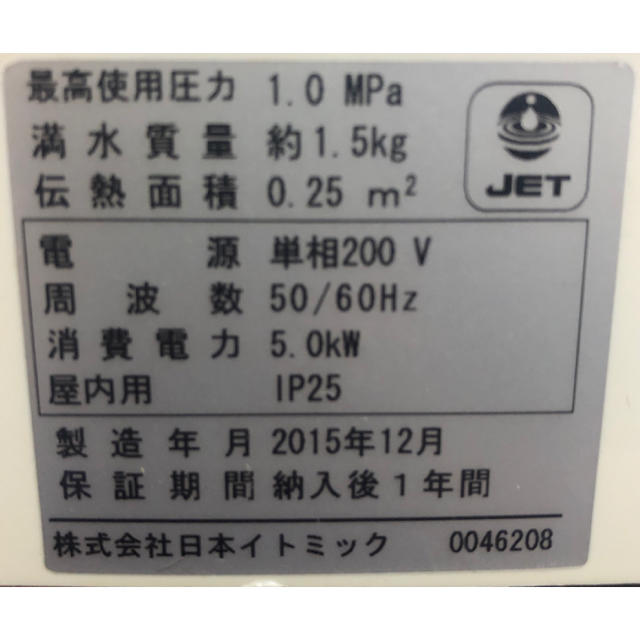 最高使用圧力 1.0 MPa
満水質量 約1.5kg
伝熱面積 0.25 m²
JET
電源 単相200 V
周波数 50/60Hz
消費電力 5.0kW
屋内用 IP25
製造年月 2015年12月
保証期間 納入後1年間
株式会社日本イトミック 0046208